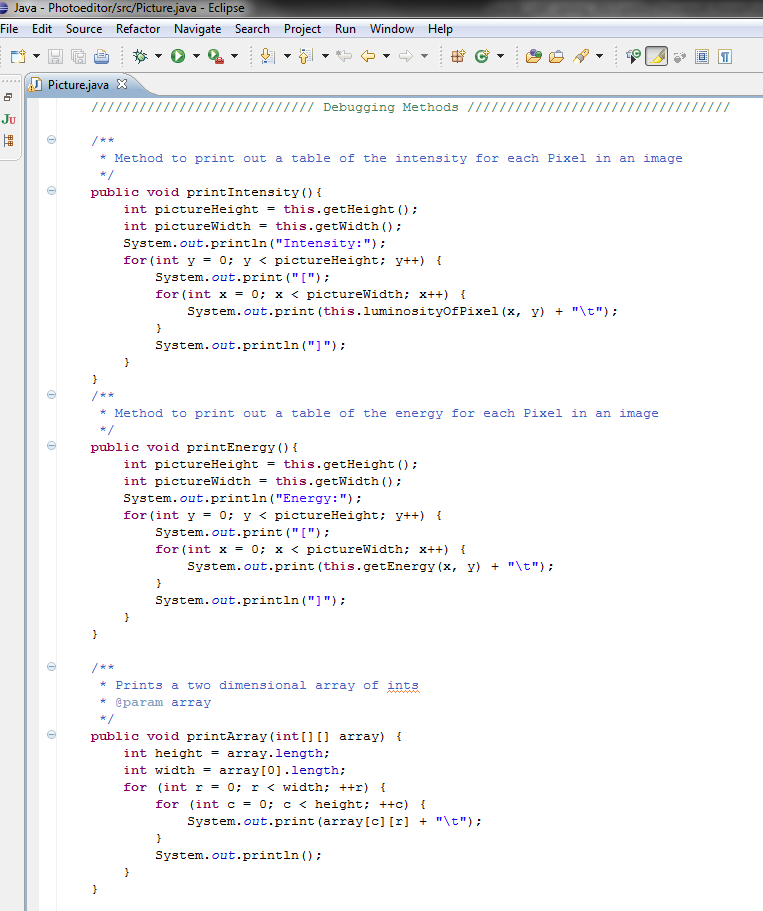 Java - Photoeditor/src/Picture.java - Eclipse
File Edit Source Refactor Navigate Search Project Run Window Help
Picture.java
JU
//////////////////////////// Debugging Methods /////////////////////////////////
/**
 * Method to print out a table of the intensity for each Pixel in an image
 */
public void printIntensity(){
    int pictureHeight = this.getHeight();
    int pictureWidth = this.getWidth();
    System.out.println("Intensity:");
    for(int y = 0; y < pictureHeight; y++) {
        System.out.print("[");
        for(int x = 0; x < pictureWidth; x++) {
            System.out.print(this.luminosityOfPixel(x, y) + "\t");
        }
        System.out.println("]");
    }
}
/**
 * Method to print out a table of the energy for each Pixel in an image
 */
public void printEnergy(){
    int pictureHeight = this.getHeight();
    int pictureWidth = this.getWidth();
    System.out.println("Energy:");
    for(int y = 0; y < pictureHeight; y++) {
        System.out.print("[");
        for(int x = 0; x < pictureWidth; x++) {
            System.out.print(this.getEnergy(x, y) + "\t");
        }
        System.out.println("]");
    }
}
/**
 * Prints a two dimensional array of ints
 * @param array
 */
public void printArray(int[][] array) {
    int height = array.length;
    int width = array[0].length;
    for (int r = 0; r < width; ++r) {
        for (int c = 0; c < height; ++c) {
            System.out.print(array[c][r] + "\t");
        }
        System.out.println();
    }
}